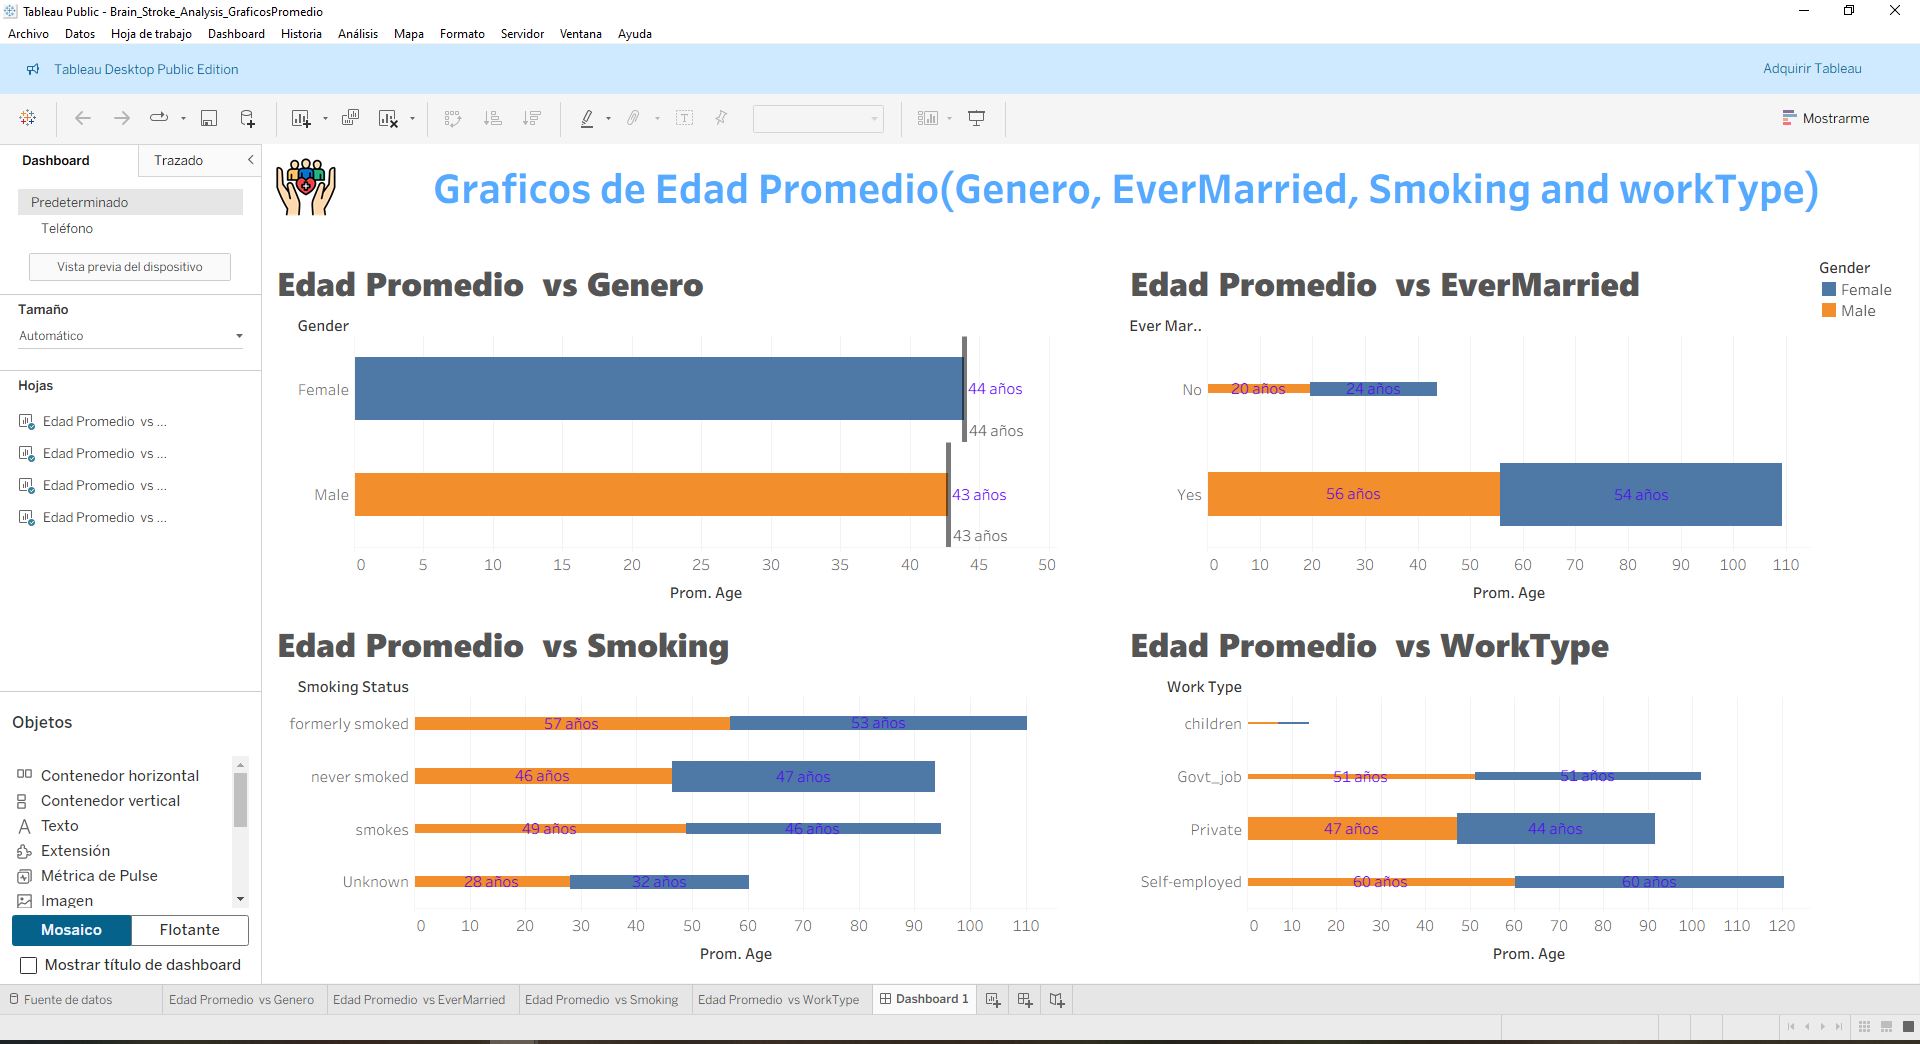 Tableau Public - Brain_Stroke_Analysis_GraficosPromedio
Archivo Datos Hoja de trabajo Dashboard Historia Análisis Mapa Formato Servidor Ventana Ayuda
Tableau Desktop Public Edition
Adquirir Tableau
Mostrarme
Dashboard
Trazado
Predeterminado
Teléfono
Vista previa del dispositivo
Tamaño
Automático
Hojas
Edad Promedio vs ...
Edad Promedio vs ...
Edad Promedio vs ...
Edad Promedio vs ...
Objetos
Contenedor horizontal
Contenedor vertical
Texto
Extensión
Métrica de Pulse
Imagen
Mosaico
Flotante
Mostrar título de dashboard
Graficos de Edad Promedio(Genero, EverMarried, Smoking and workType)
Edad Promedio vs Genero
Gender
Female
44 años
44 años
Male
43 años
43 años
0 5 10 15 20 25 30 35 40 45 50
Prom. Age
Edad Promedio vs EverMarried
Ever Mar..
No
20 años
24 años
Yes
56 años
54 años
0 10 20 30 40 50 60 70 80 90 100 110
Prom. Age
Gender
Female
Male
Edad Promedio vs Smoking
Smoking Status
formerly smoked
57 años
53 años
never smoked
46 años
47 años
smokes
49 años
46 años
Unknown
28 años
32 años
0 10 20 30 40 50 60 70 80 90 100 110
Prom. Age
Edad Promedio vs WorkType
Work Type
children
Govt_job
51 años
51 años
Private
47 años
44 años
Self-employed
60 años
60 años
0 10 20 30 40 50 60 70 80 90 100 110 120
Prom. Age
Fuente de datos
Edad Promedio vs Genero
Edad Promedio vs EverMarried
Edad Promedio vs Smoking
Edad Promedio vs WorkType
Dashboard 1